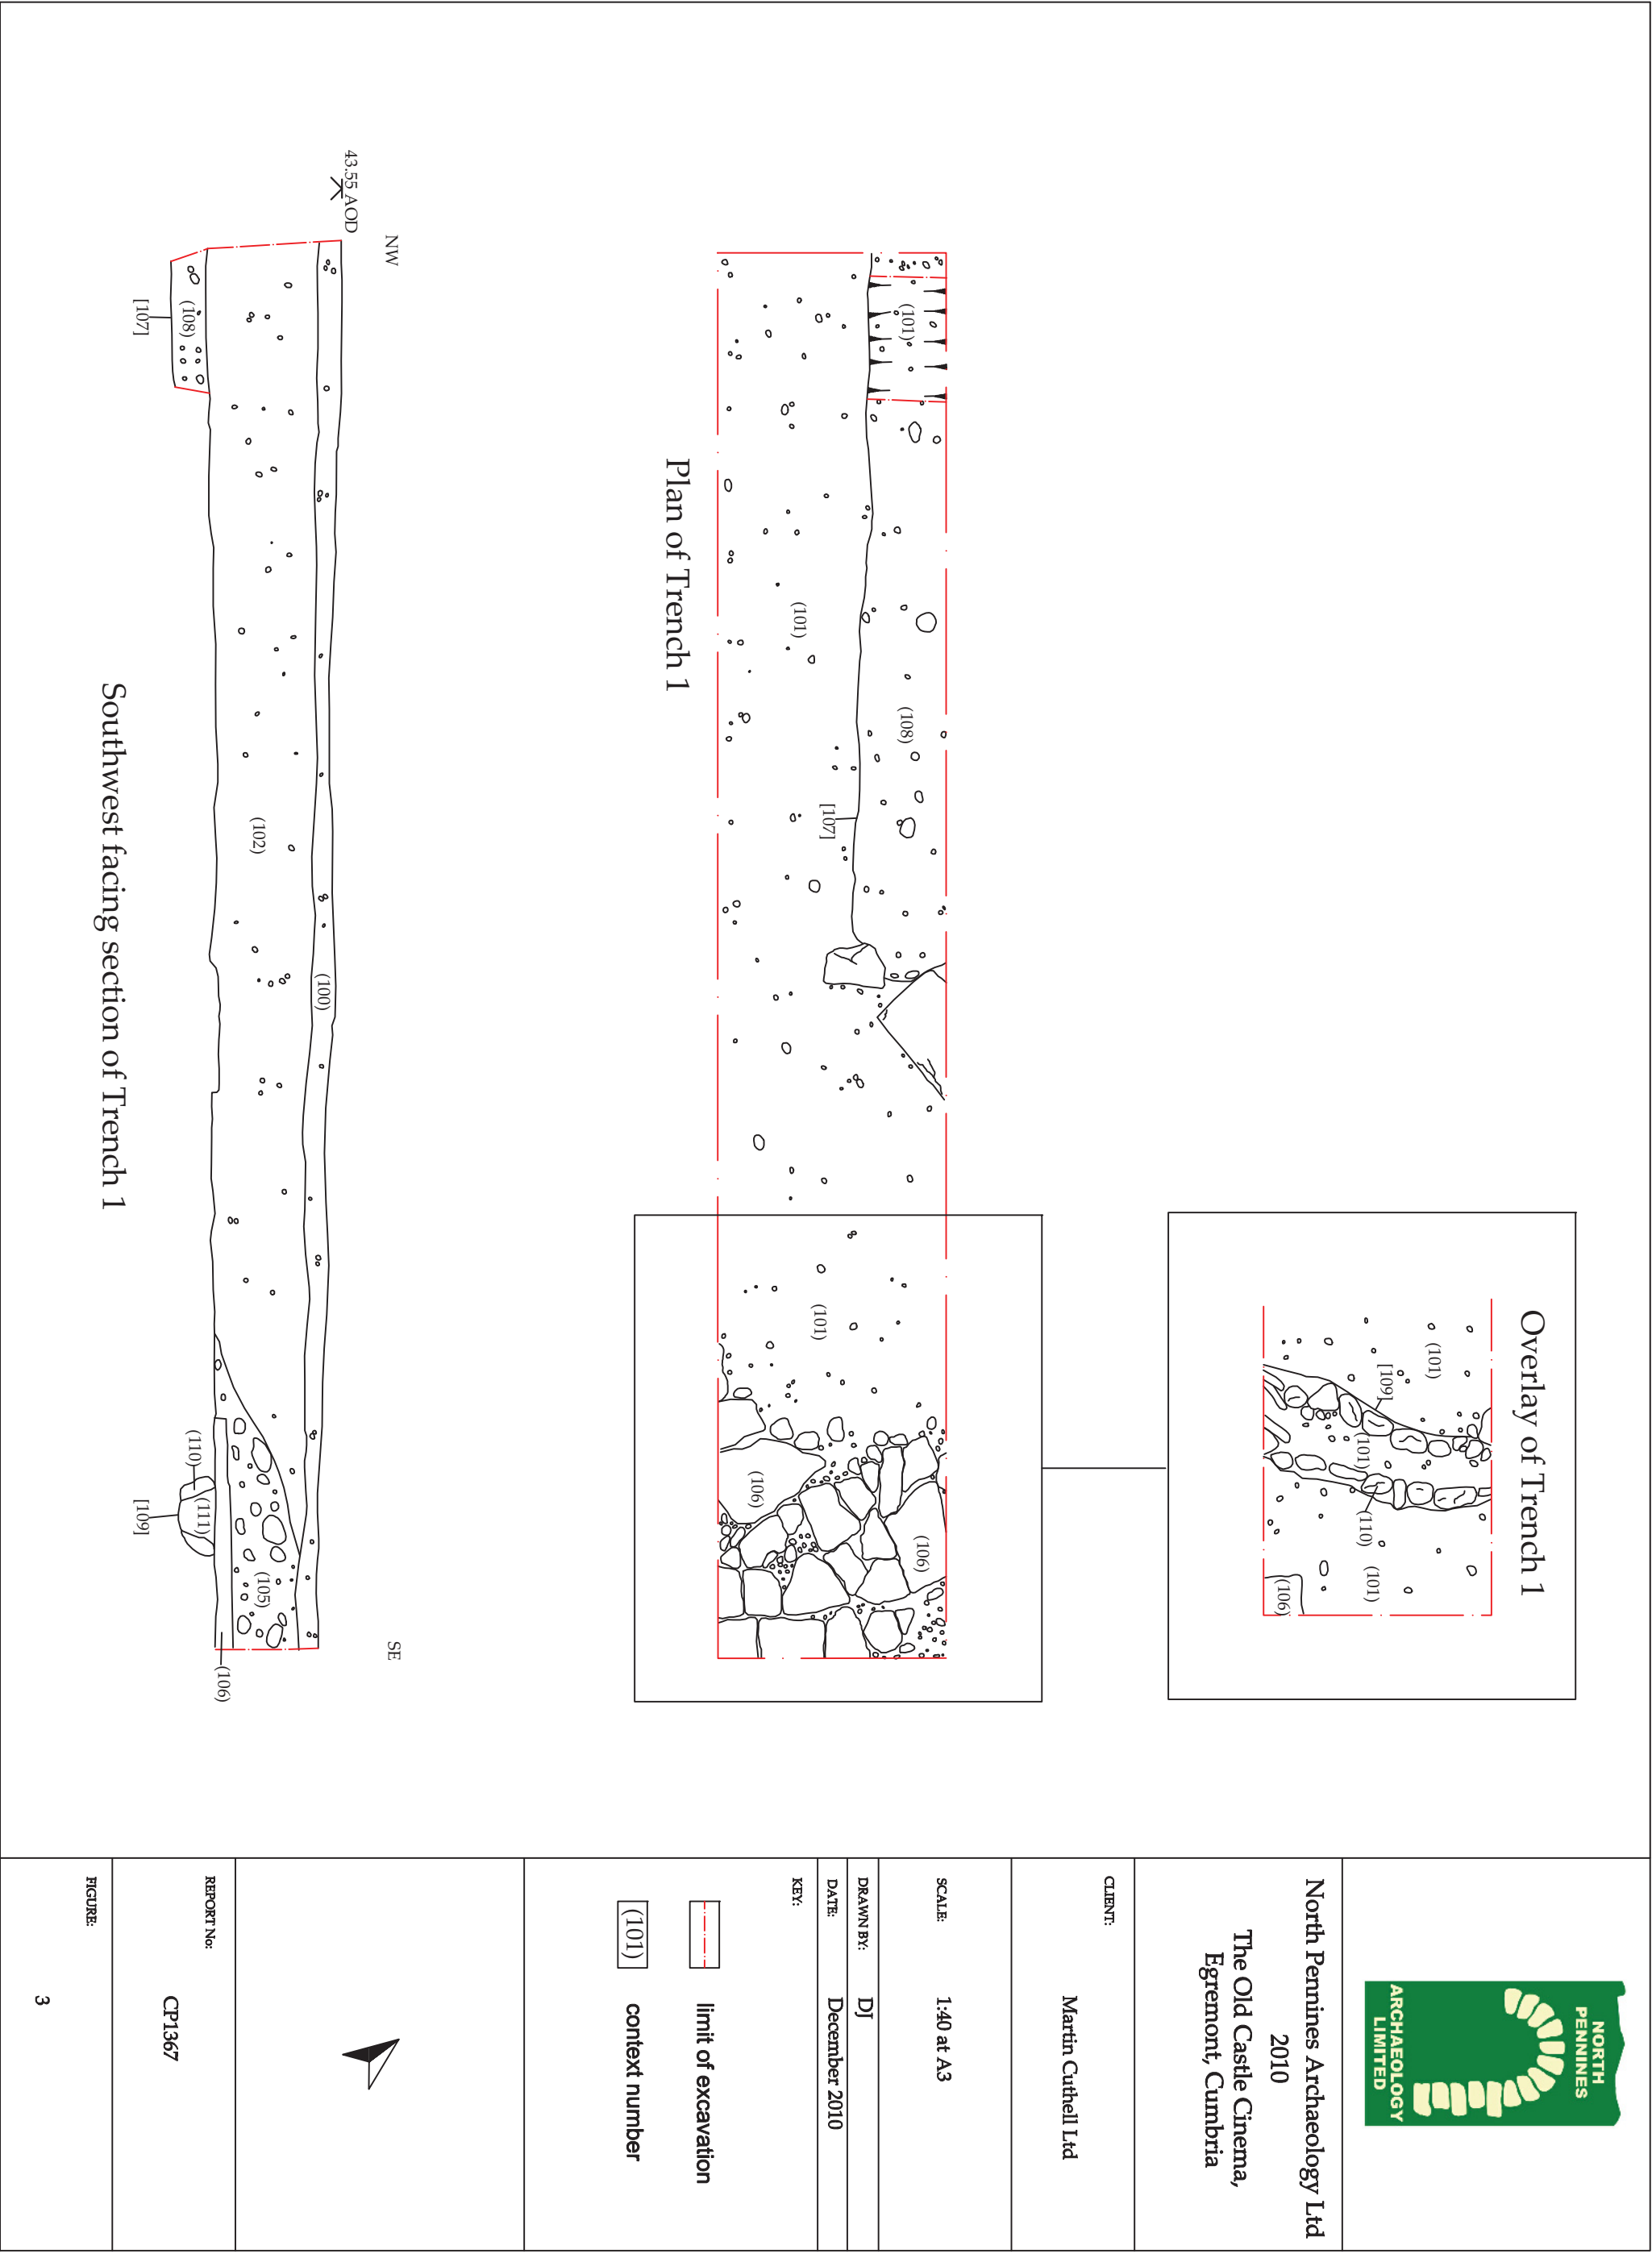 Overlay of Trench 1
(101)
[109]
(101)
(110)
(101)
(106)
(101)
(108)
(101)
[107]
(101)
(106)
(106)
Plan of Trench 1
NW
SE
43.55 AOD
(100)
(102)
(108)
[107]
(105)
(110)
(111)
[109]
(106)
Southwest facing section of Trench 1
NORTH
PENNINES
ARCHAEOLOGY
LIMITED
North Pennines Archaeology Ltd
2010
The Old Castle Cinema,
Egremont, Cumbria
CLIENT:
Martin Cuthell Ltd
SCALE: 1:40 at A3
DRAWN BY: DJ
DATE: December 2010
KEY:
limit of excavation
(101) context number
REPORT No:
CP1367
FIGURE:
3